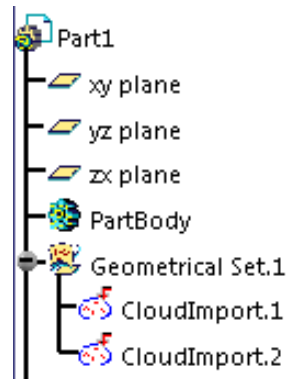 Part1
xy plane
yz plane
zx plane
PartBody
Geometrical Set.1
CloudImport.1
CloudImport.2